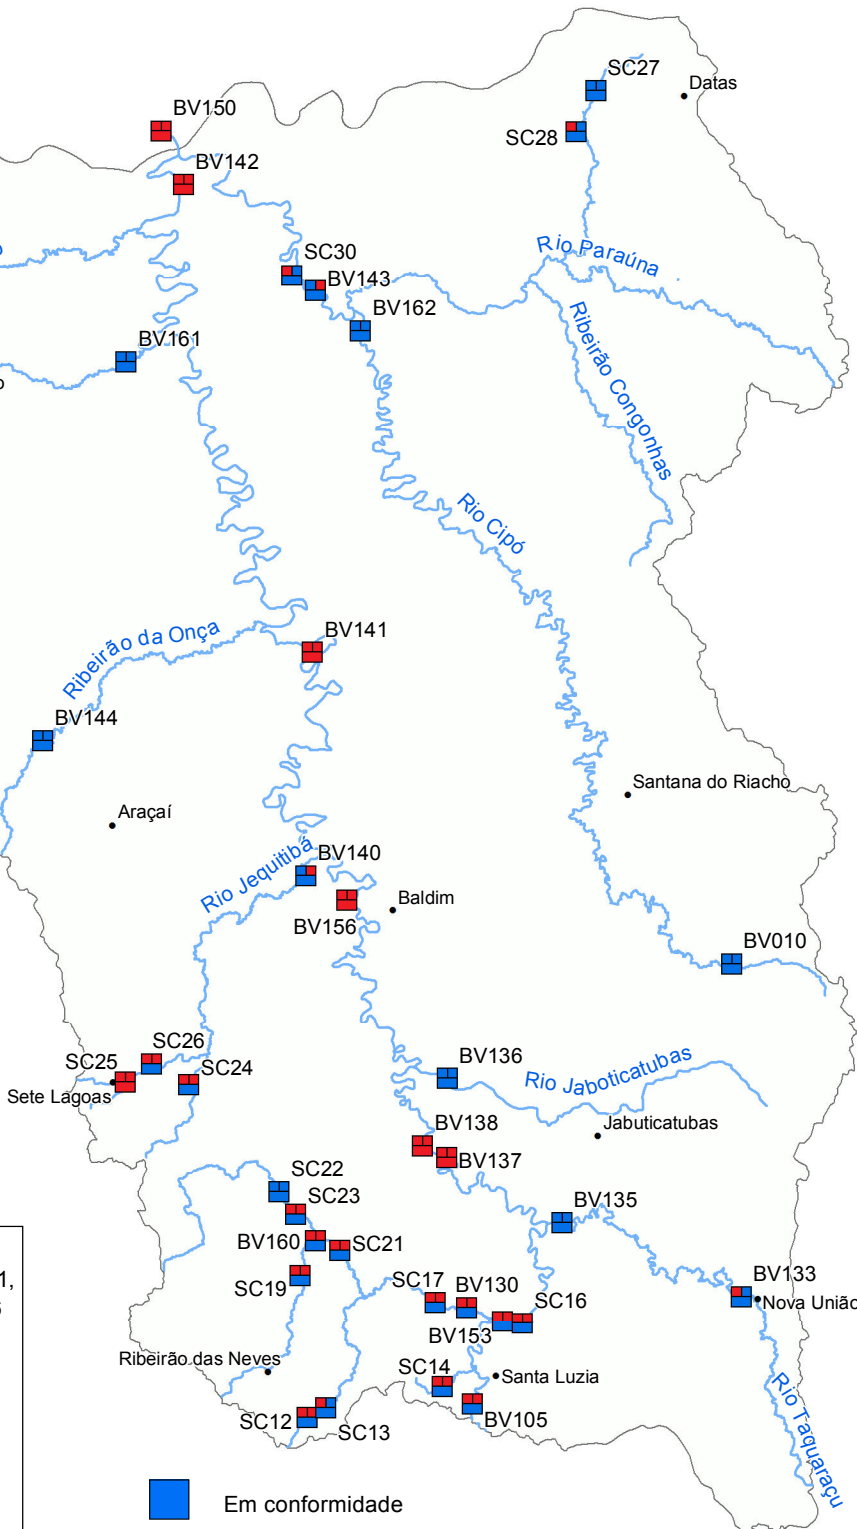 SC27
Datas
BV150
SC28
BV142
Rio Paraúna
SC30
BV143
BV162
BV161
Ribeirão Congonhas
o
Rio Cipó
Ribeirão da Onça
BV141
BV144
Santana do Riacho
Araçaí
Rio Jequitibá
BV140
Baldim
BV156
BV010
SC26
SC25
SC24
Sete Lagoas
BV136
Rio Jaboticatubas
BV138
Jabuticatubas
BV137
SC22
SC23
BV135
BV160
SC21
SC19
SC17
BV130
SC16
BV133
Nova União
BV153
1,
Ribeirão das Neves
SC14
Santa Luzia
SC12
SC13
BV105
Rio Taquaraçu
Em conformidade